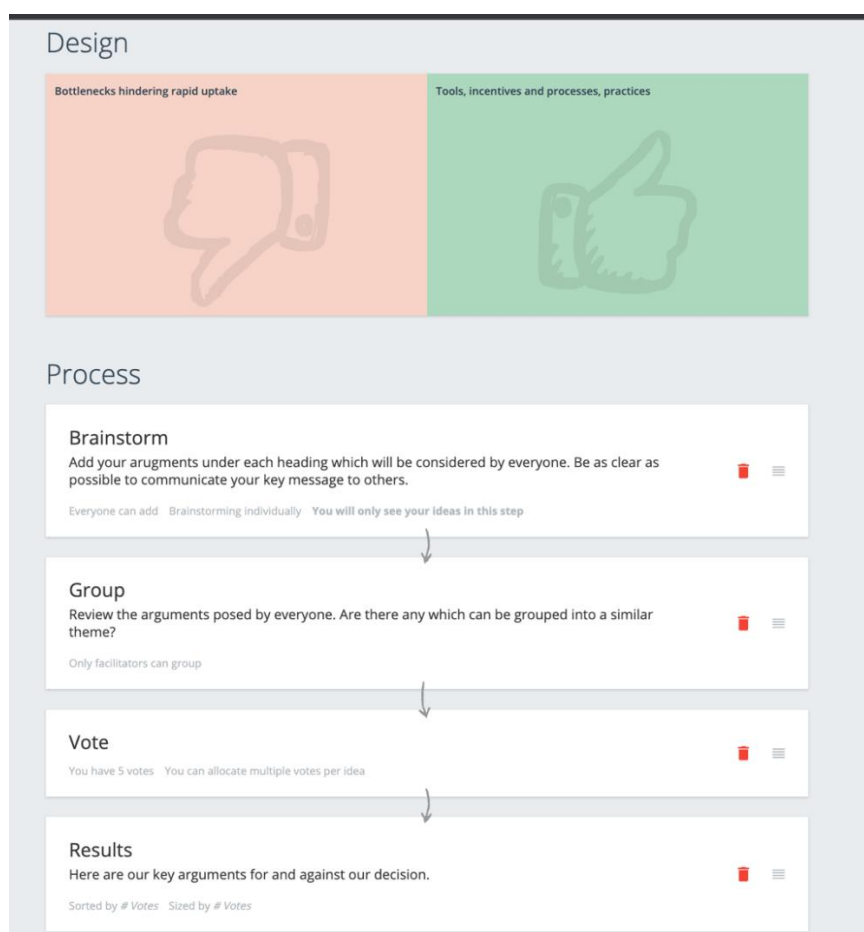 Design
Bottlenecks hindering rapid uptake
Tools, incentives and processes, practices
Process
Brainstorm
Add your arugments under each heading which will be considered by everyone. Be as clear as
possible to communicate your key message to others.
Everyone can add Brainstorming individually You will only see your ideas in this step
Group
Review the arguments posed by everyone. Are there any which can be grouped into a similar
theme?
Only facilitators can group
Vote
You have 5 votes You can allocate multiple votes per idea
Results
Here are our key arguments for and against our decision.
Sorted by # Votes Sized by # Votes